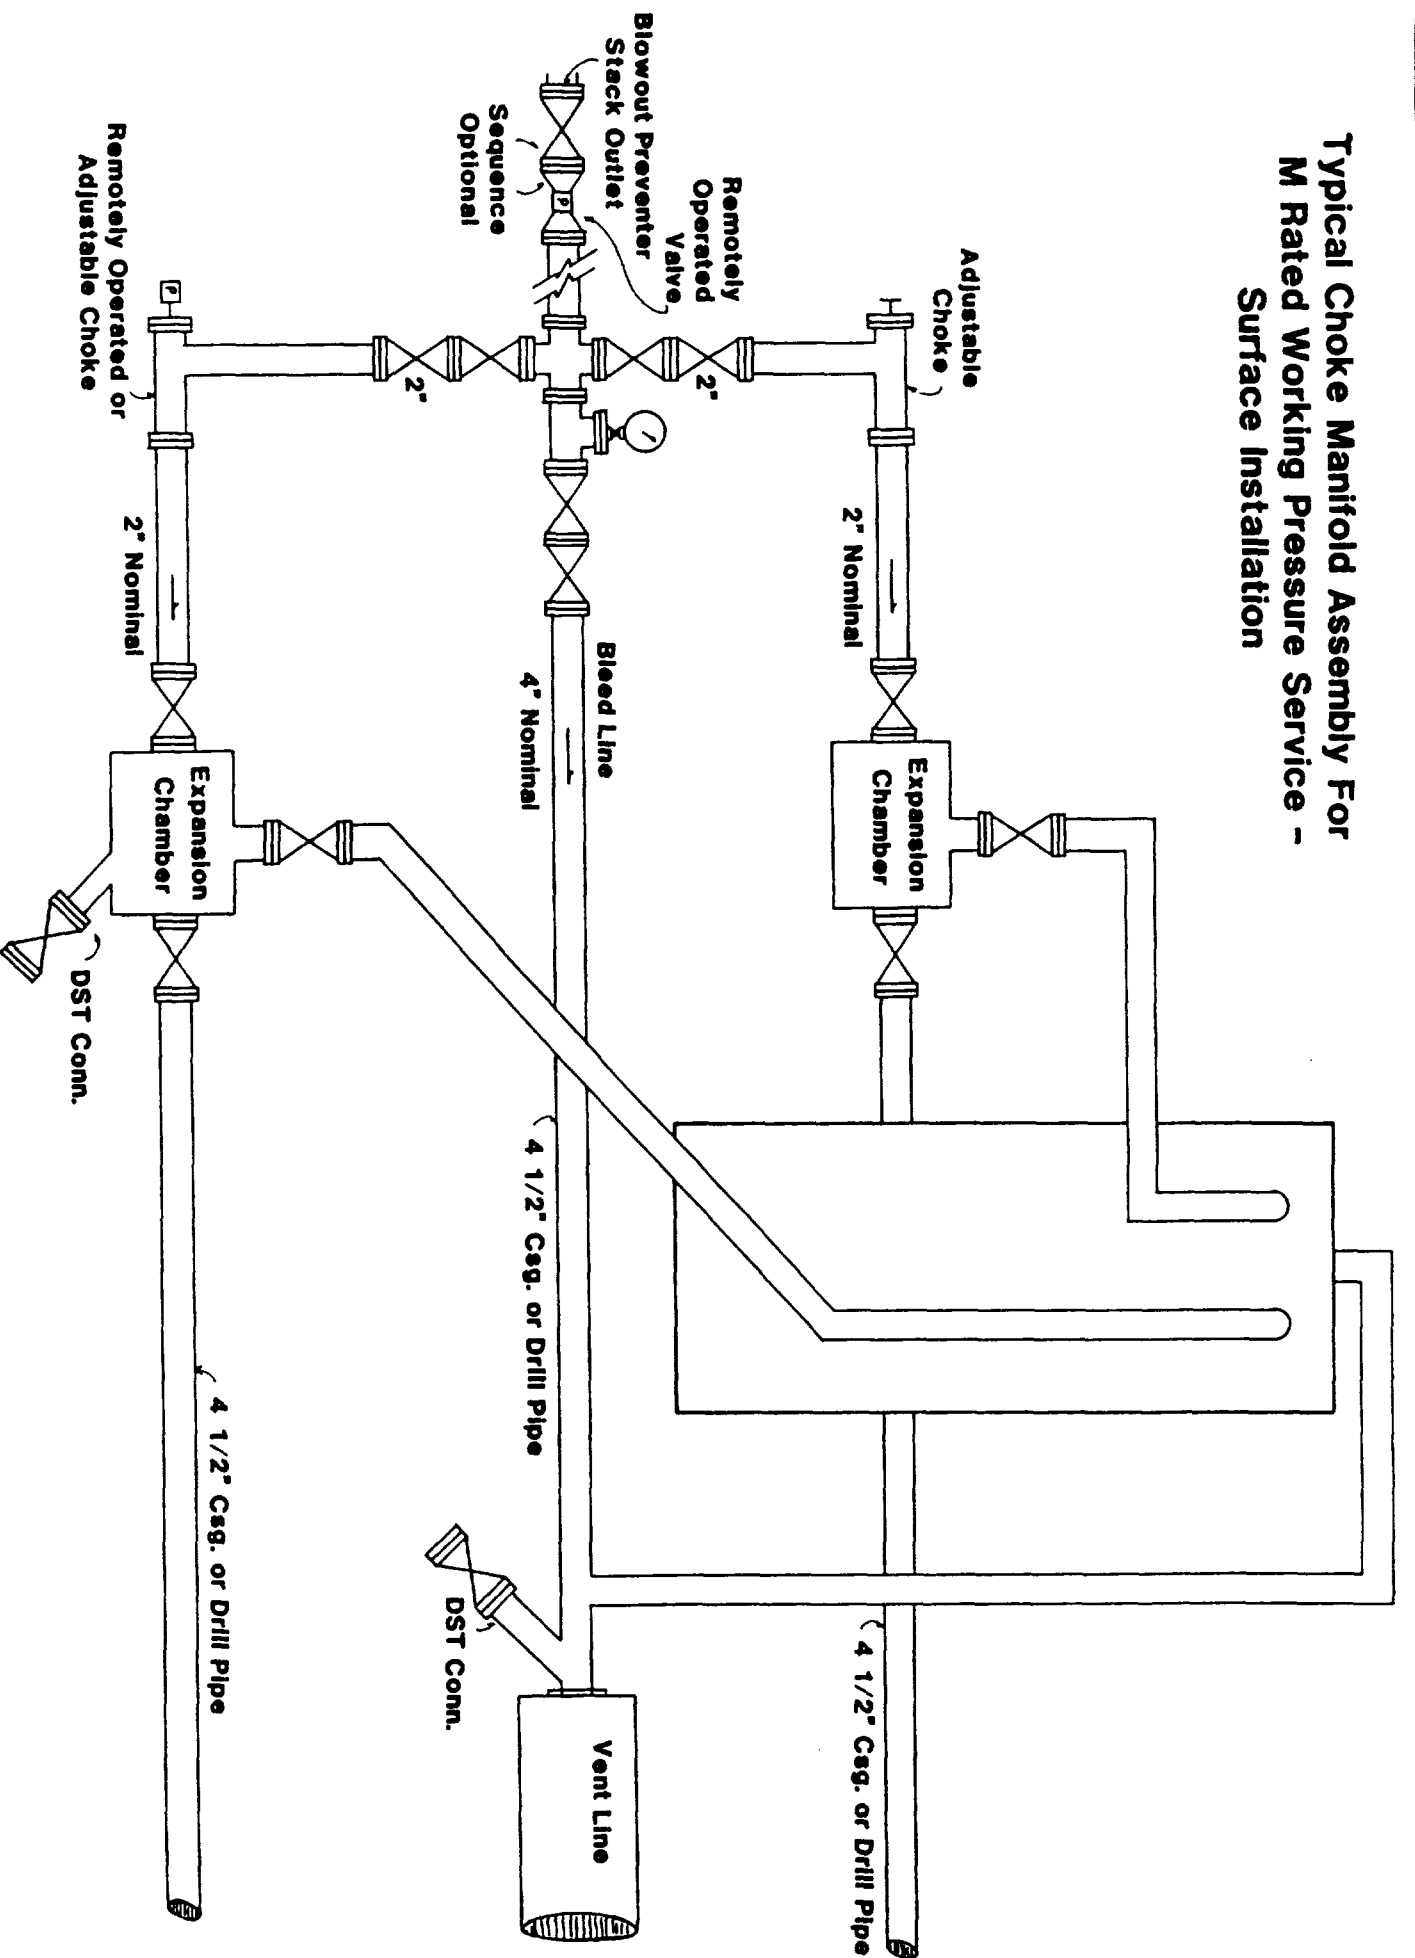 Typical Choke Manifold Assembly For
M Rated Working Pressure Service -
Surface Installation
Adjustable
Choke
2" Nominal
Expansion
Chamber
4 1/2" Csg. or Drill Pipe
Remotely
Operated
Valve
2"
Blowout Preventer
Stack Outlet
P
Sequence
Optional
Bleed Line
4" Nominal
4 1/2" Csg. or Drill Pipe
Vent Line
DST Conn.
2"
Remotely Operated or
Adjustable Choke
P
2" Nominal
Expansion
Chamber
DST Conn.
4 1/2" Csg. or Drill Pipe